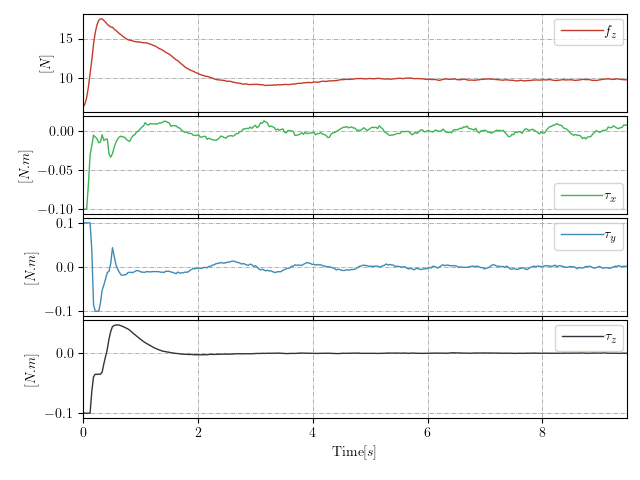 15
10
[N]
f_z
0.00
−0.05
−0.10
[N.m]
τ_x
0.1
0.0
−0.1
[N.m]
τ_y
0.0
−0.1
[N.m]
τ_z
0 2 4 6 8
Time[s]